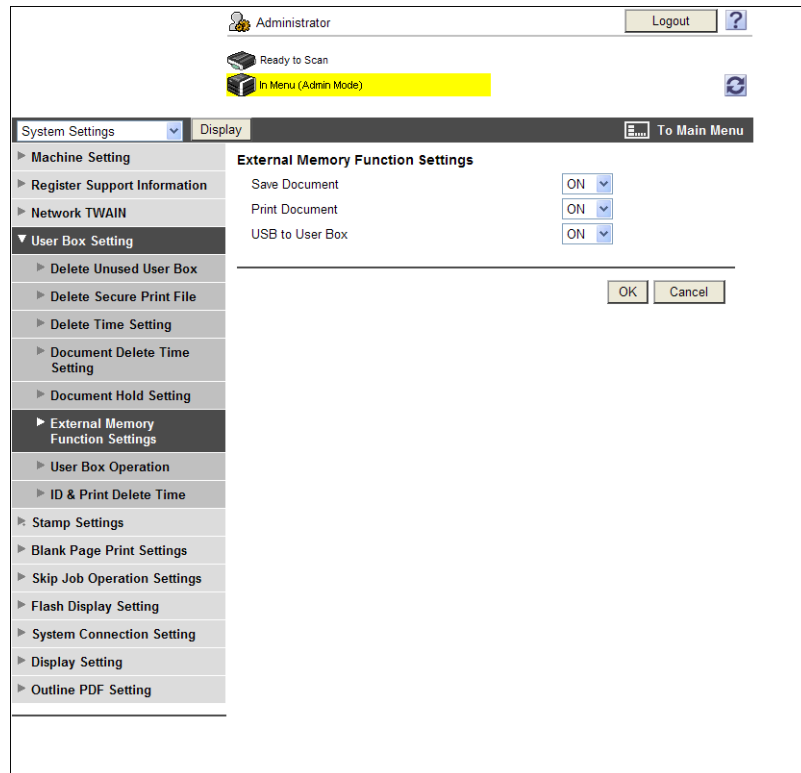 Administrator
Logout
?
Ready to Scan
In Menu (Admin Mode)
System Settings
Display
To Main Menu
Machine Setting
Register Support Information
Network TWAIN
User Box Setting
Delete Unused User Box
Delete Secure Print File
Delete Time Setting
Document Delete Time
Setting
Document Hold Setting
External Memory
Function Settings
User Box Operation
ID & Print Delete Time
Stamp Settings
Blank Page Print Settings
Skip Job Operation Settings
Flash Display Setting
System Connection Setting
Display Setting
Outline PDF Setting
External Memory Function Settings
Save Document ON
Print Document ON
USB to User Box ON
OK
Cancel